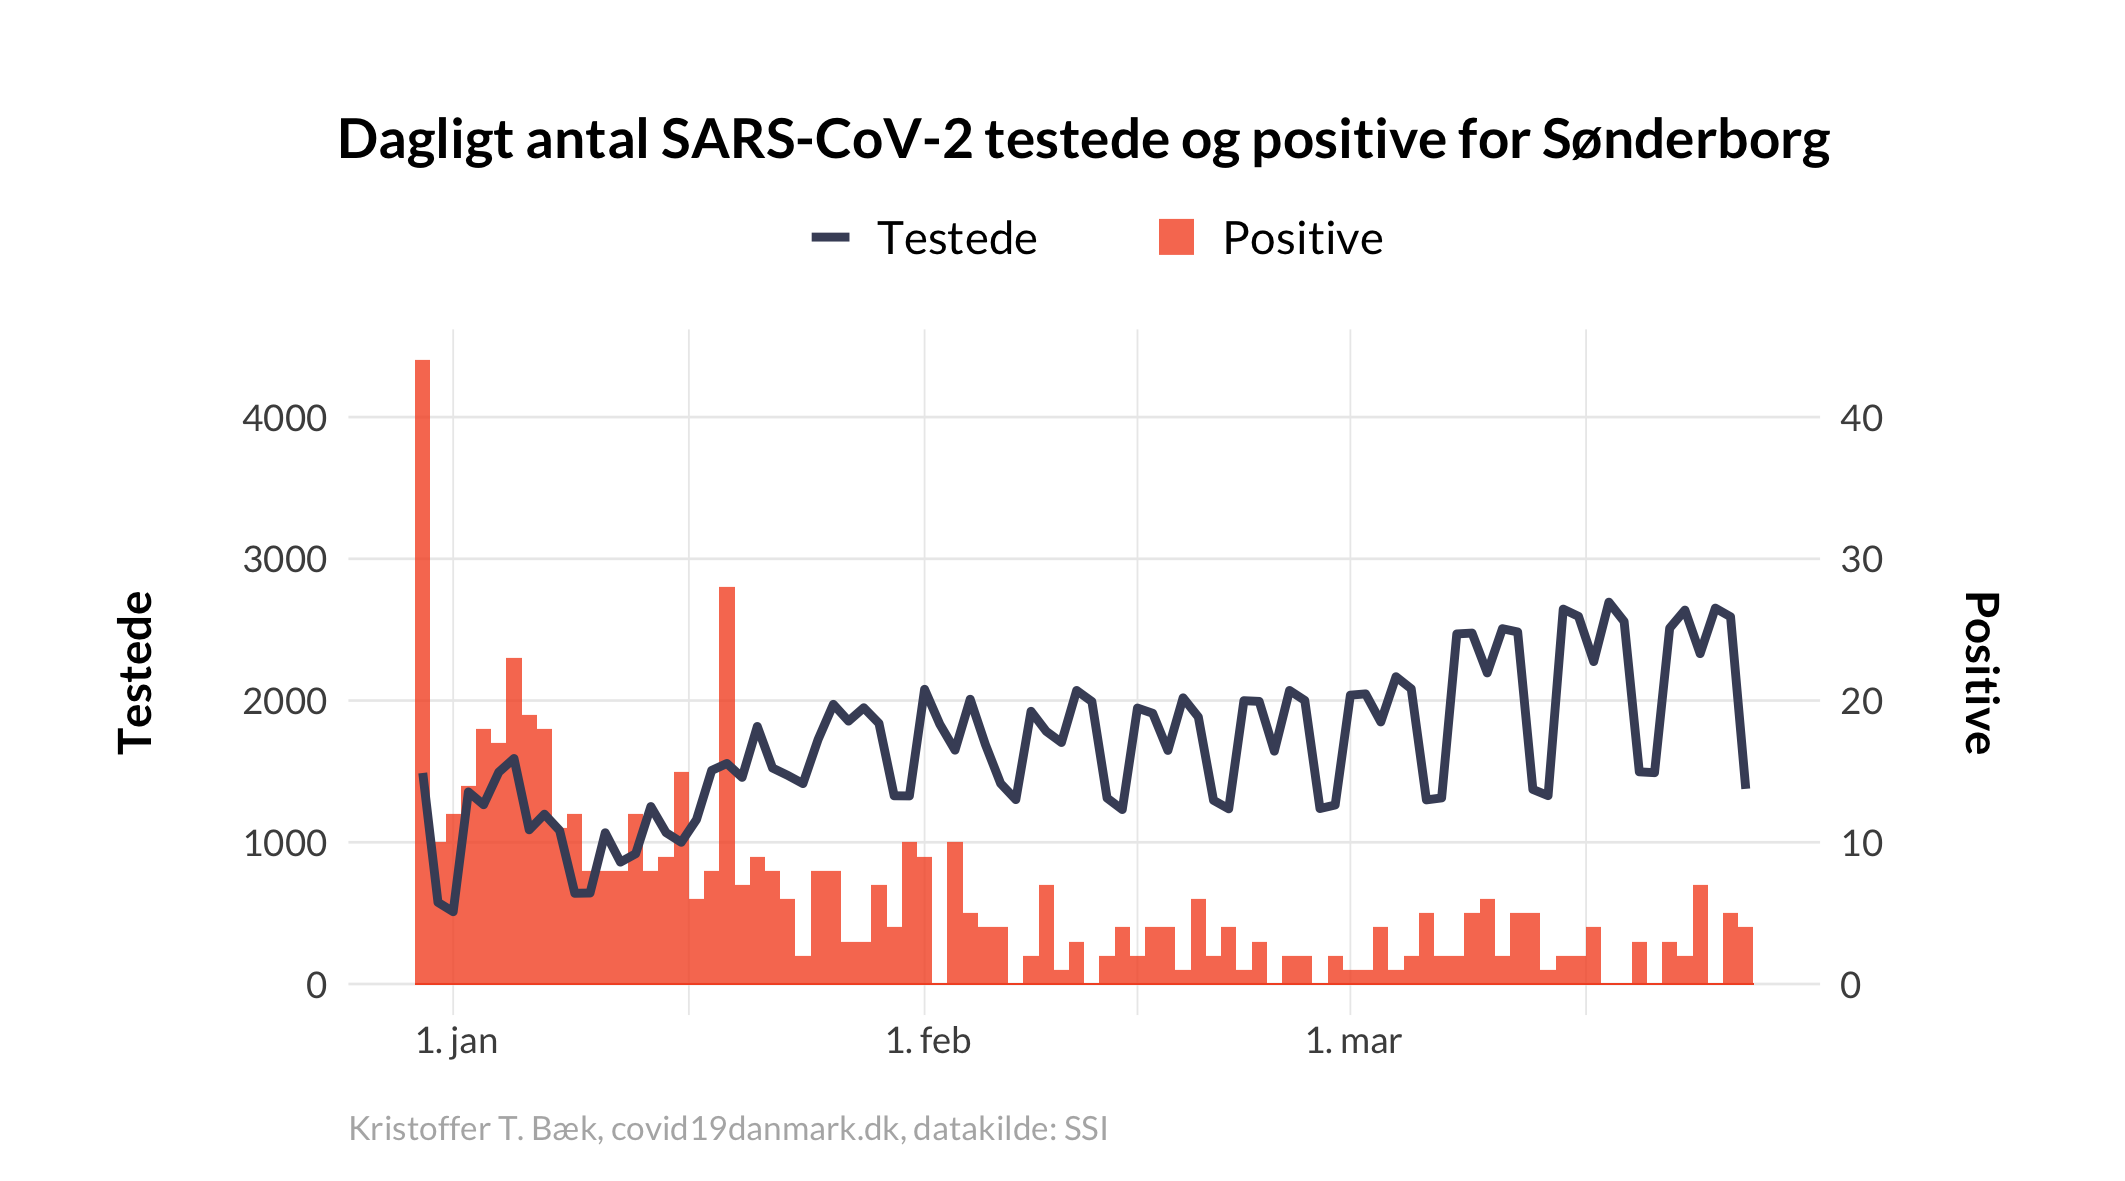 Dagligt antal SARS-CoV-2 testede og positive for Sønderborg
Testede
Positive
4000
3000
2000
1000
0
40
30
20
10
0
Testede
Positive
1. jan
1. feb
1. mar
Kristoffer T. Bæk, covid19danmark.dk, datakilde: SSI